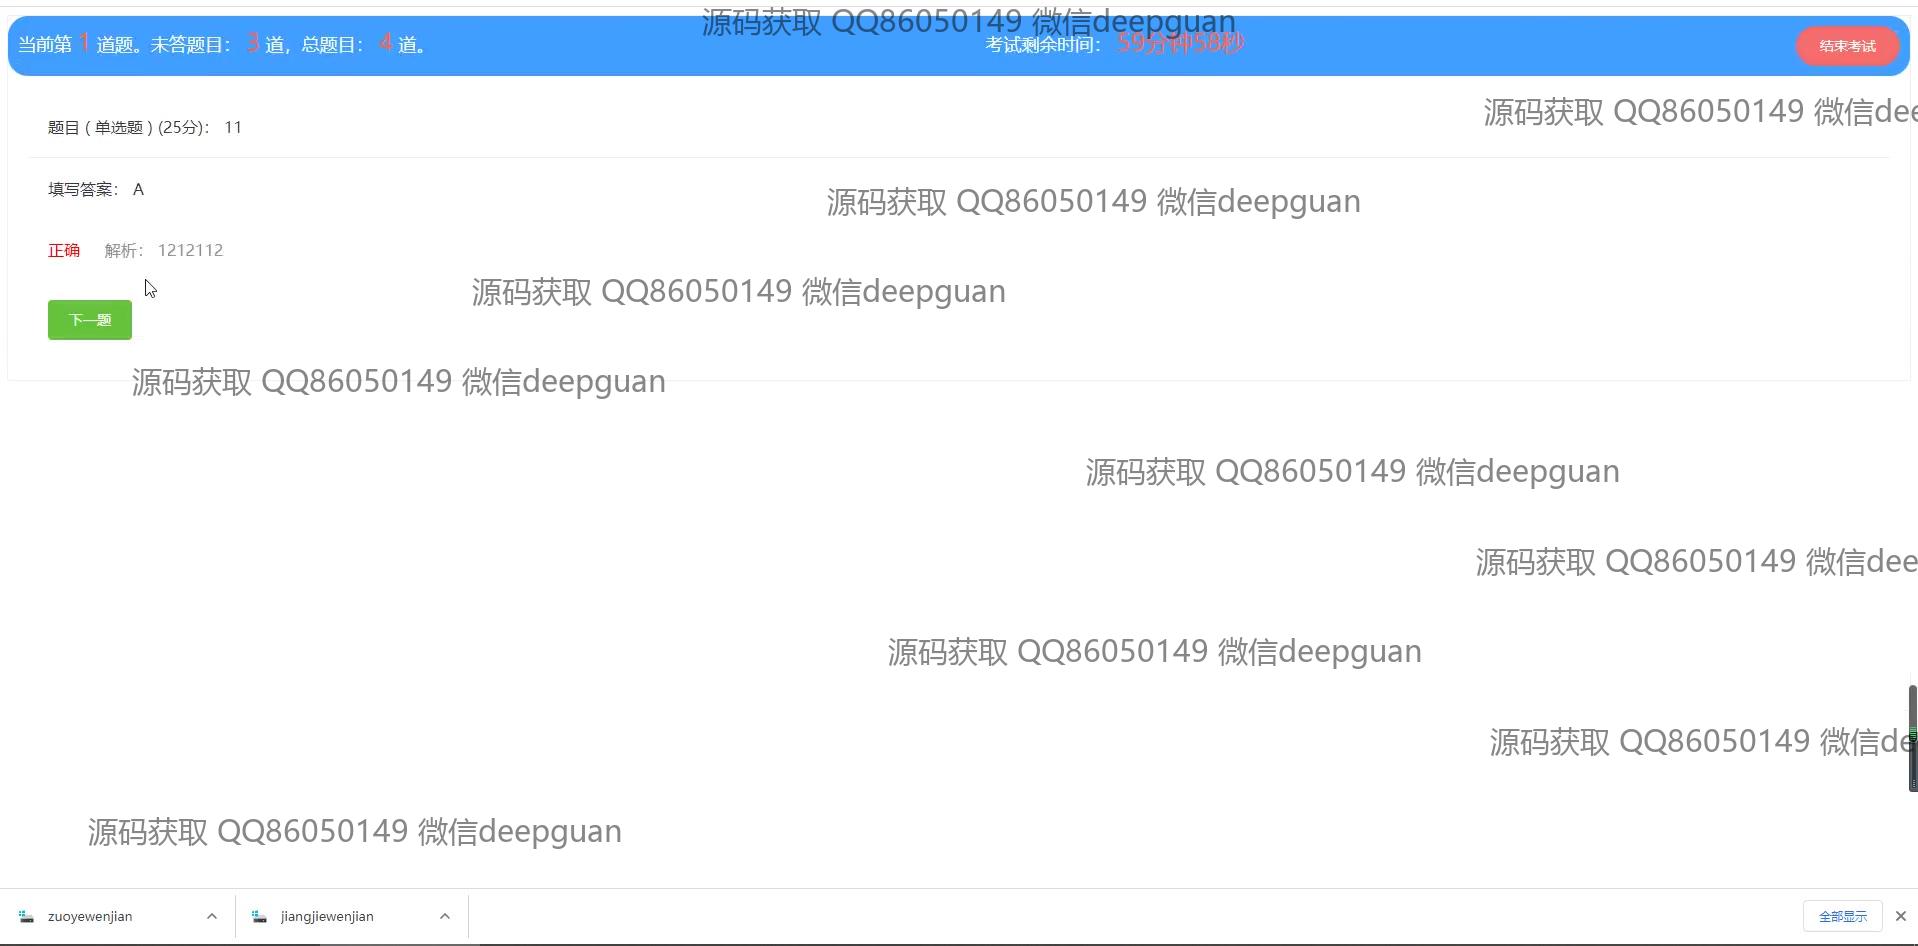 源码获取 QQ86050149 微信deepguan
当前第 1 道题。未答题目： 3 道，总题目： 4 道。
考试剩余时间： 59分钟58秒
结束考试
源码获取 QQ86050149 微信dee
题目 ( 单选题 ) (25分)： 11
填写答案： A
源码获取 QQ86050149 微信deepguan
正确 解析： 1212112
源码获取 QQ86050149 微信deepguan
下一题
源码获取 QQ86050149 微信deepguan
源码获取 QQ86050149 微信deepguan
源码获取 QQ86050149 微信dee
源码获取 QQ86050149 微信deepguan
源码获取 QQ86050149 微信de
源码获取 QQ86050149 微信deepguan
zuoyewenjian
jiangjiewenjian
全部显示